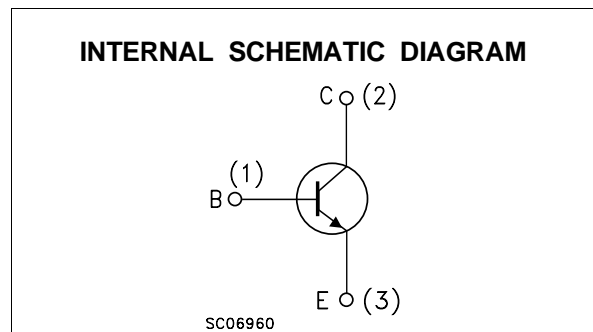 INTERNAL SCHEMATIC DIAGRAM
C (2)
(1)
B
E (3)
SC06960